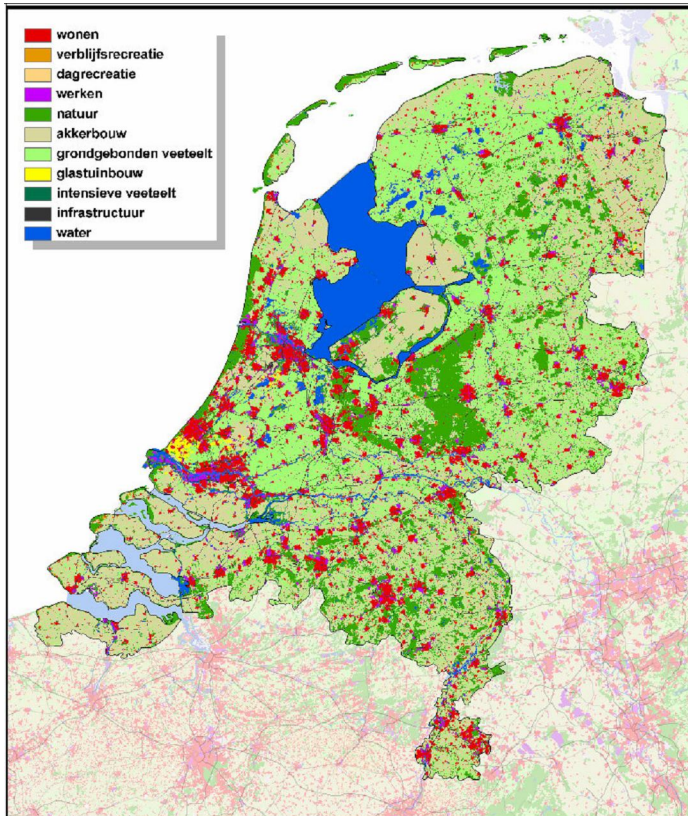 wonen
verblijfsrecreatie
dagrecreatie
werken
natuur
akkerbouw
grondgebonden veeteelt
glastuinbouw
intensieve veeteelt
infrastructuur
water